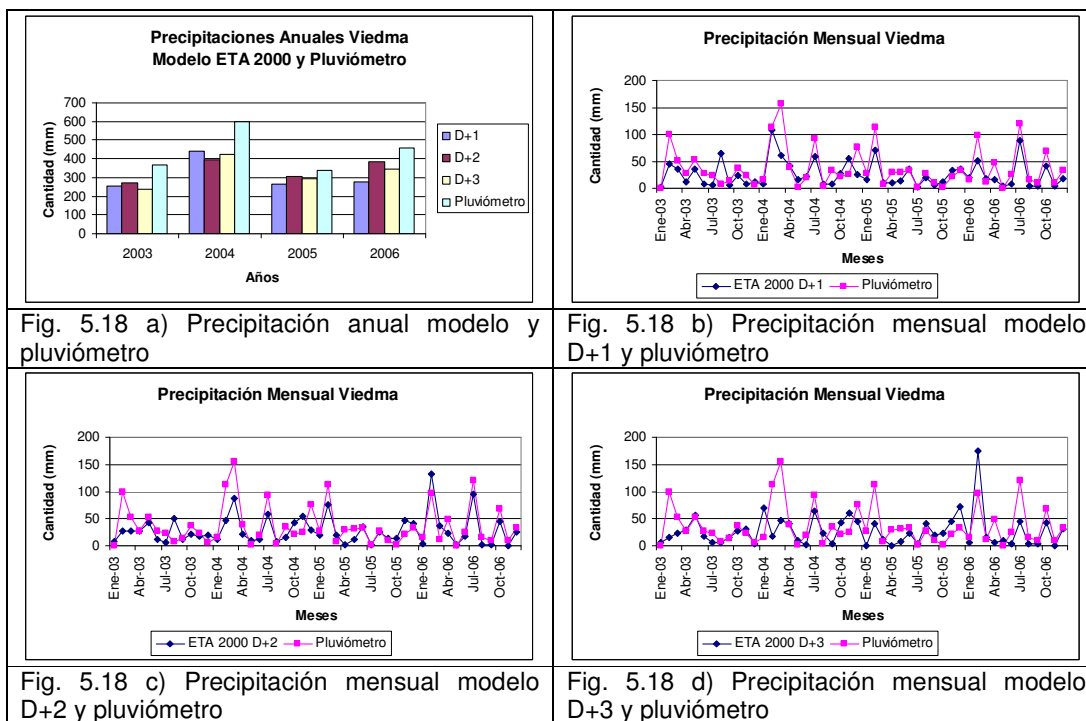 Precipitaciones Anuales Viedma
Modelo ETA 2000 y Pluviómetro
Cantidad (mm)
700
600
500
400
300
200
100
0
2003 2004 2005 2006
Años
D+1
D+2
D+3
Pluviómetro
Fig. 5.18 a) Precipitación anual modelo y
pluviómetro
Precipitación Mensual Viedma
Cantidad (mm)
200
150
100
50
0
Ene-03 Abr-03 Jul-03 Oct-03 Ene-04 Abr-04 Jul-04 Oct-04 Ene-05 Abr-05 Jul-05 Oct-05 Ene-06 Abr-06 Jul-06 Oct-06
Meses
ETA 2000 D+1 Pluviómetro
Fig. 5.18 b) Precipitación mensual modelo
D+1 y pluviómetro
Precipitación Mensual Viedma
Cantidad (mm)
200
150
100
50
0
Ene-03 Abr-03 Jul-03 Oct-03 Ene-04 Abr-04 Jul-04 Oct-04 Ene-05 Abr-05 Jul-05 Oct-05 Ene-06 Abr-06 Jul-06 Oct-06
Meses
ETA 2000 D+2 Pluviómetro
Fig. 5.18 c) Precipitación mensual modelo
D+2 y pluviómetro
Precipitación Mensual Viedma
Cantidad (mm)
200
150
100
50
0
Ene-03 Abr-03 Jul-03 Oct-03 Ene-04 Abr-04 Jul-04 Oct-04 Ene-05 Abr-05 Jul-05 Oct-05 Ene-06 Abr-06 Jul-06 Oct-06
Meses
ETA 2000 D+3 Pluviómetro
Fig. 5.18 d) Precipitación mensual modelo
D+3 y pluviómetro